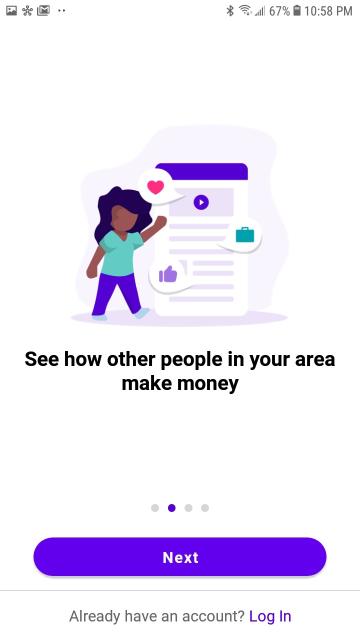 67% 10:58 PM
See how other people in your area
make money
Next
Already have an account? Log In